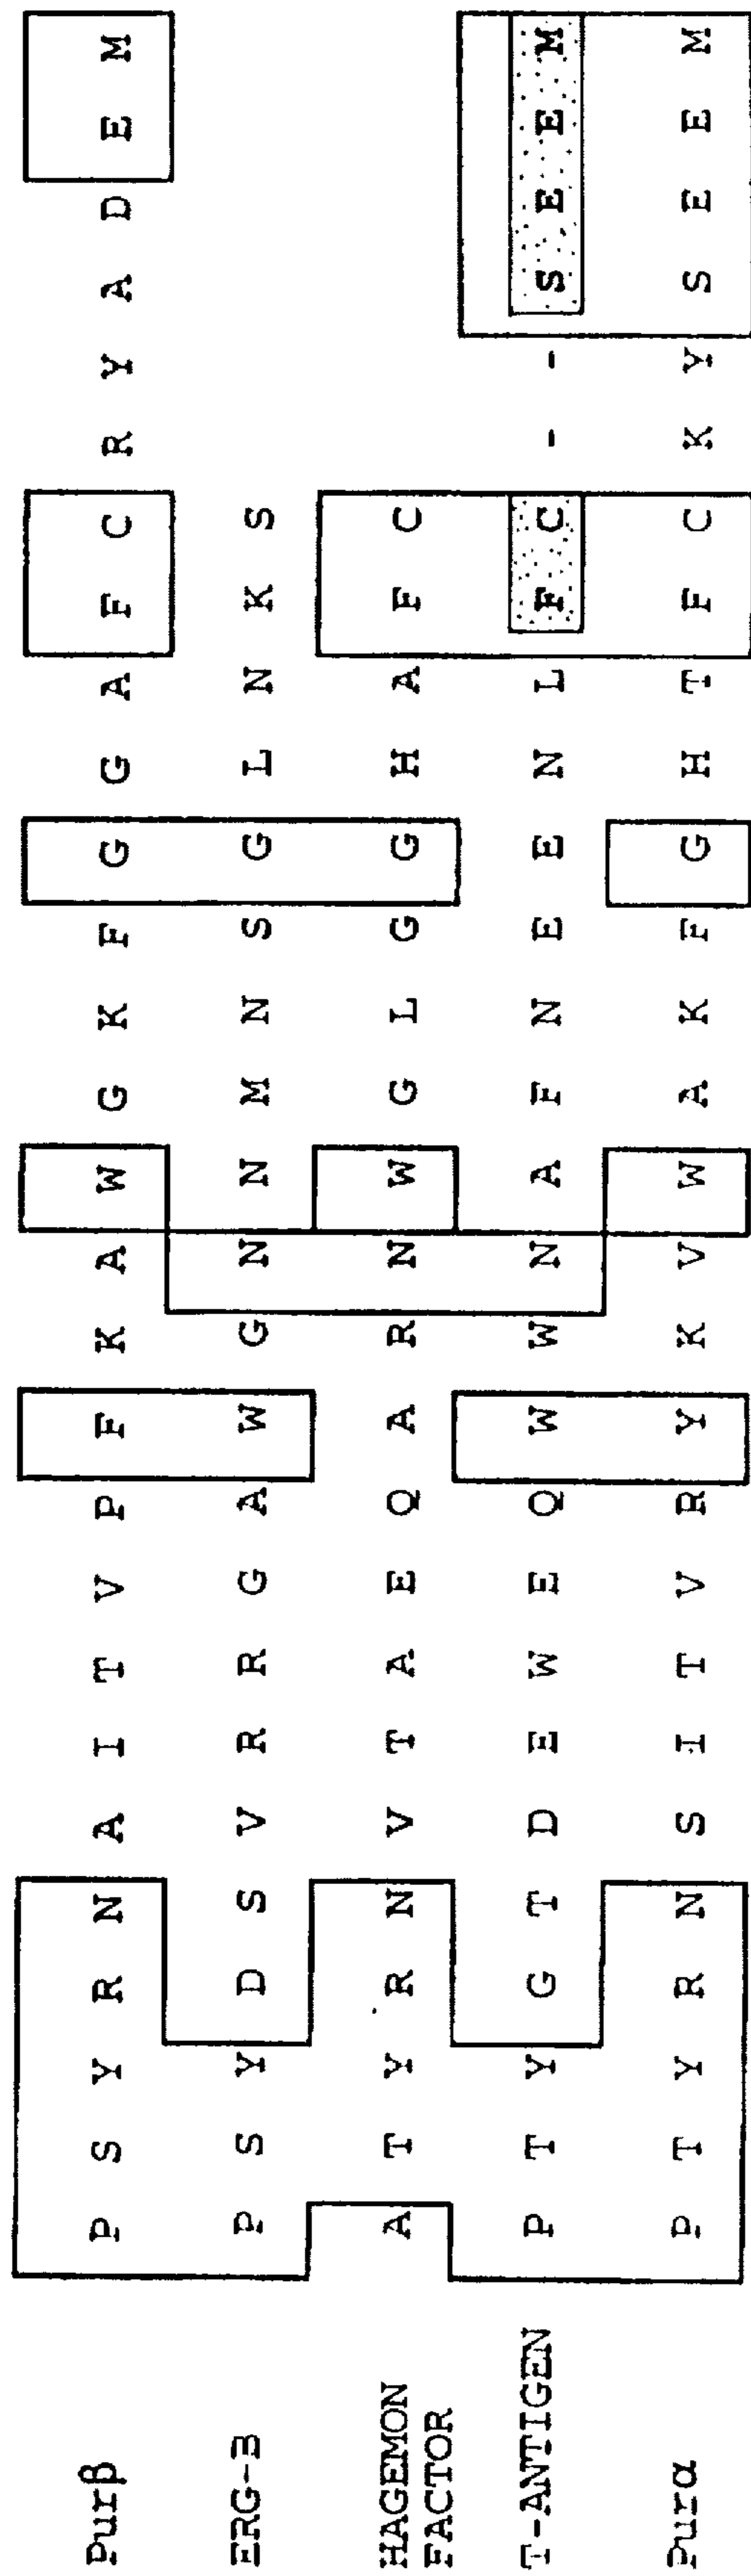 Purβ P S Y R N A I T V P F K A W G K F G G A F C R Y A D E M
ERG-B P S Y D S V R R G A W G N N M N S G L N K S
HAGEMON
FACTOR A T Y R N V T A E Q A R N W G L G G H A F C
T-ANTIGEN P T Y G T D E W E Q W W N A F N E E N L F C - - S E E M
Purα P T Y R N S I T V R Y K V W A K F G H T F C K Y S E E M